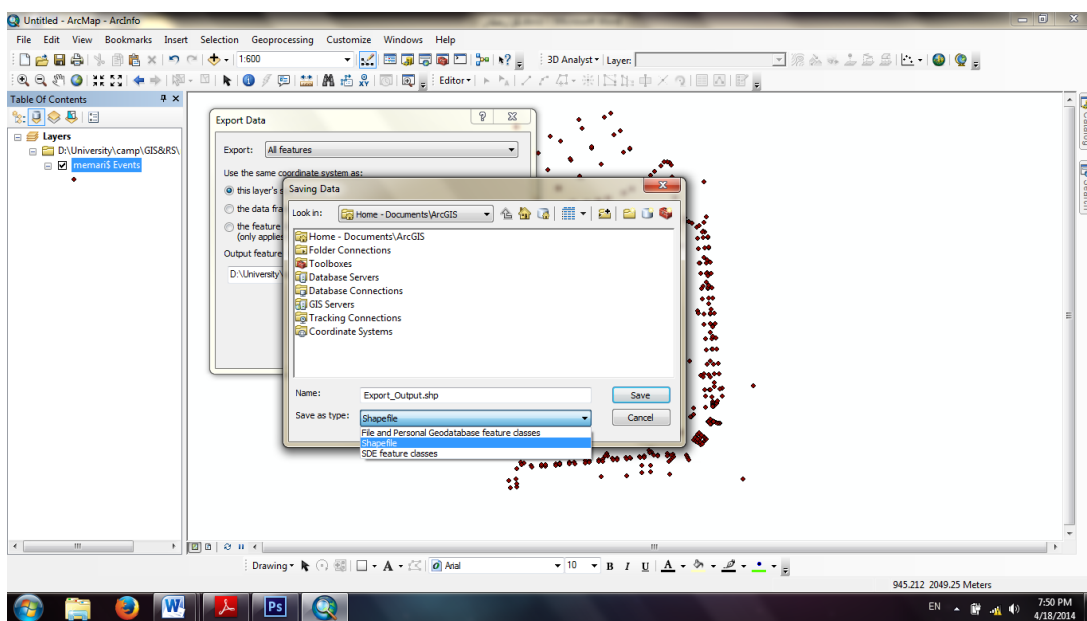 Untitled - ArcMap - ArcInfo
File Edit View Bookmarks Insert Selection Geoprocessing Customize Windows Help
1:600
3D Analyst Layer:
Editor
Table Of Contents
Layers
D:\University\camp\GIS&RS\
memari$ Events
Export Data
Export: All features
Use the same coordinate system as:
this layer's s
the data fra
the feature
(only applies
Output feature
D:\University\
Saving Data
Look in: Home - Documents\ArcGIS
Home - Documents\ArcGIS
Folder Connections
Toolboxes
Database Servers
Database Connections
GIS Servers
Tracking Connections
Coordinate Systems
Name: Export_Output.shp
Save
Save as type: Shapefile
Cancel
File and Personal Geodatabase feature classes
Shapefile
SDE feature classes
Catalog
Search
Drawing A Arial 10 B I U A
945.212 2049.25 Meters
W Ps
EN
7:50 PM
4/18/2014